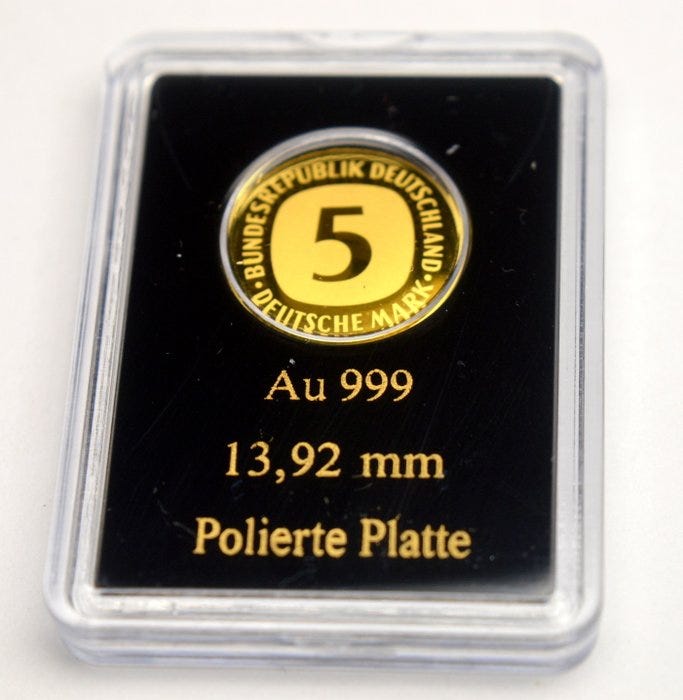 BUNDESREPUBLIK DEUTSCHLAND
5
· DEUTSCHE MARK ·
Au 999
13,92 mm
Polierte Platte